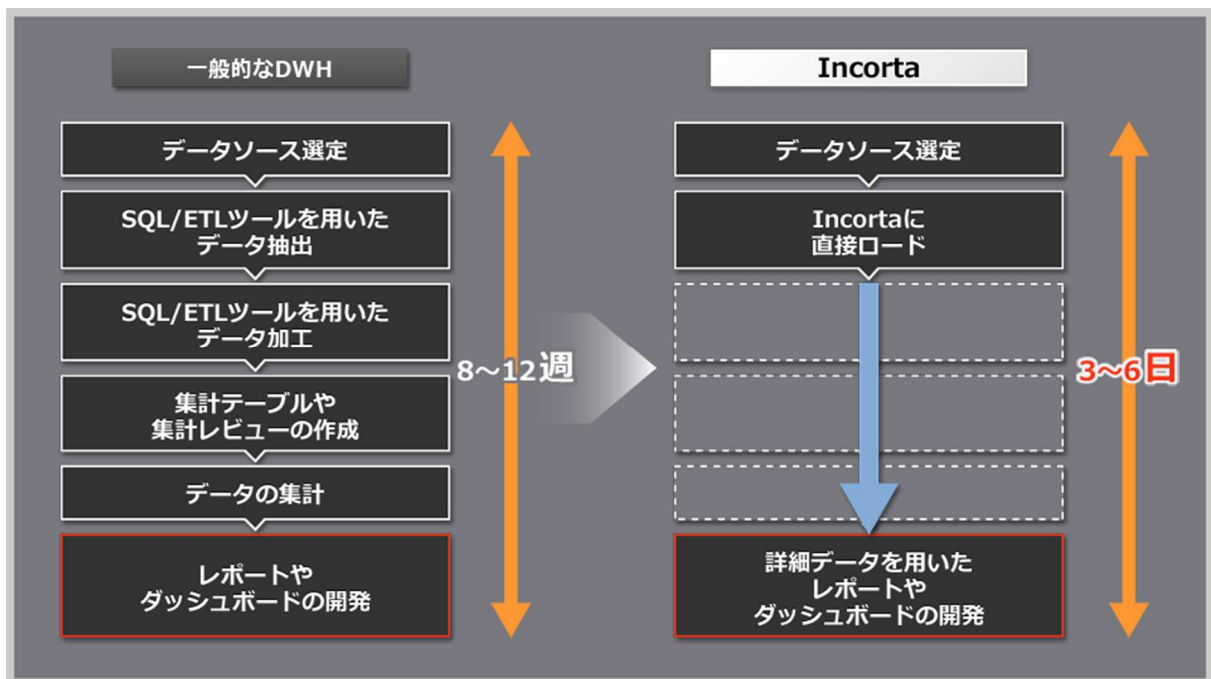 一般的なDWH
データソース選定
SQL/ETLツールを用いた
データ抽出
SQL/ETLツールを用いた
データ加工
集計テーブルや
集計レビューの作成
データの集計
レポートや
ダッシュボードの開発
8～12週
Incorta
データソース選定
Incortaに
直接ロード
詳細データを用いた
レポートや
ダッシュボードの開発
3～6日